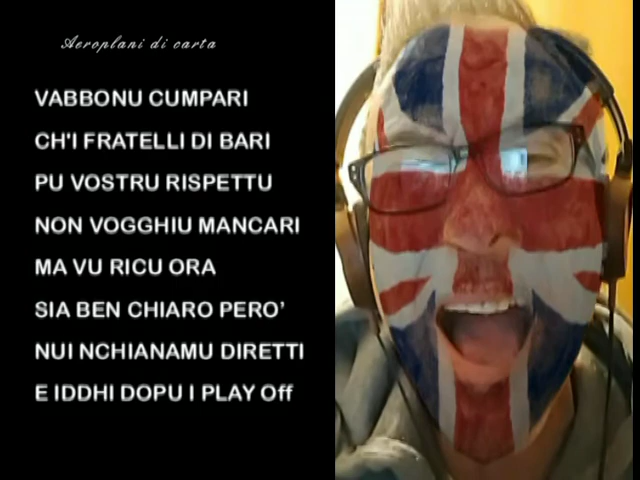 Aeroplani di carta
VABBONU CUMPARI
CH'I FRATELLI DI BARI
PU VOSTRU RISPETTU
NON VOGGHIU MANCARI
MA VU RICU ORA
SIA BEN CHIARO PERO'
NUI NCHIANAMU DIRETTI
E IDDHI DOPU I PLAY Off